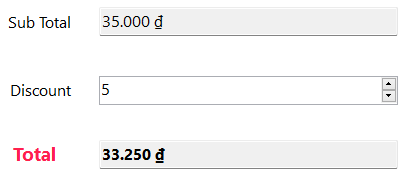 Sub Total 35.000 ₫
Discount 5
Total 33.250 ₫